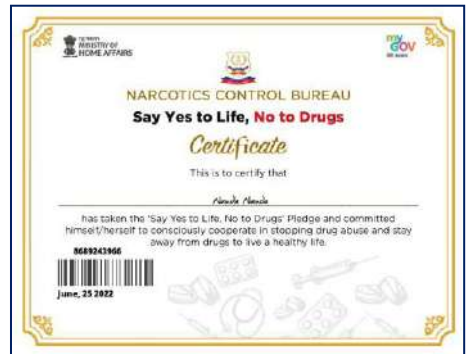 MINISTRY OF
HOME AFFAIRS
my
GOV
NARCOTICS CONTROL BUREAU
Say Yes to Life, No to Drugs
Certificate
This is to certify that
has taken the 'Say Yes to Life, No to Drugs' Pledge and committed
himself/herself to consciously cooperate in stopping drug abuse and stay
away from drugs to live a healthy life.
8689243966
June, 25 2022